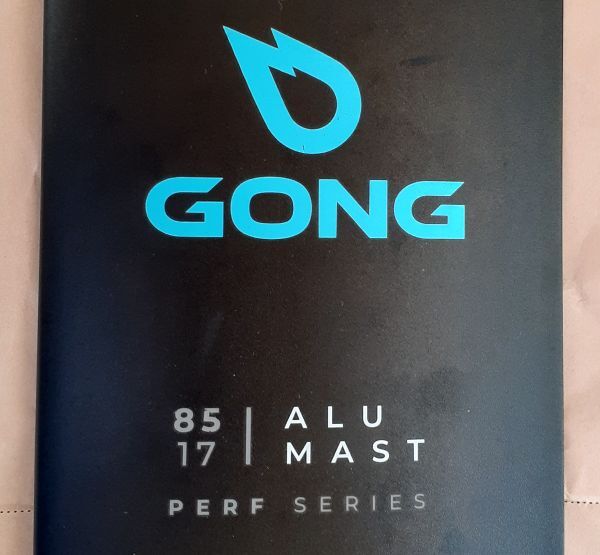 GONG
85 | ALU
17 | MAST
PERF SERIES